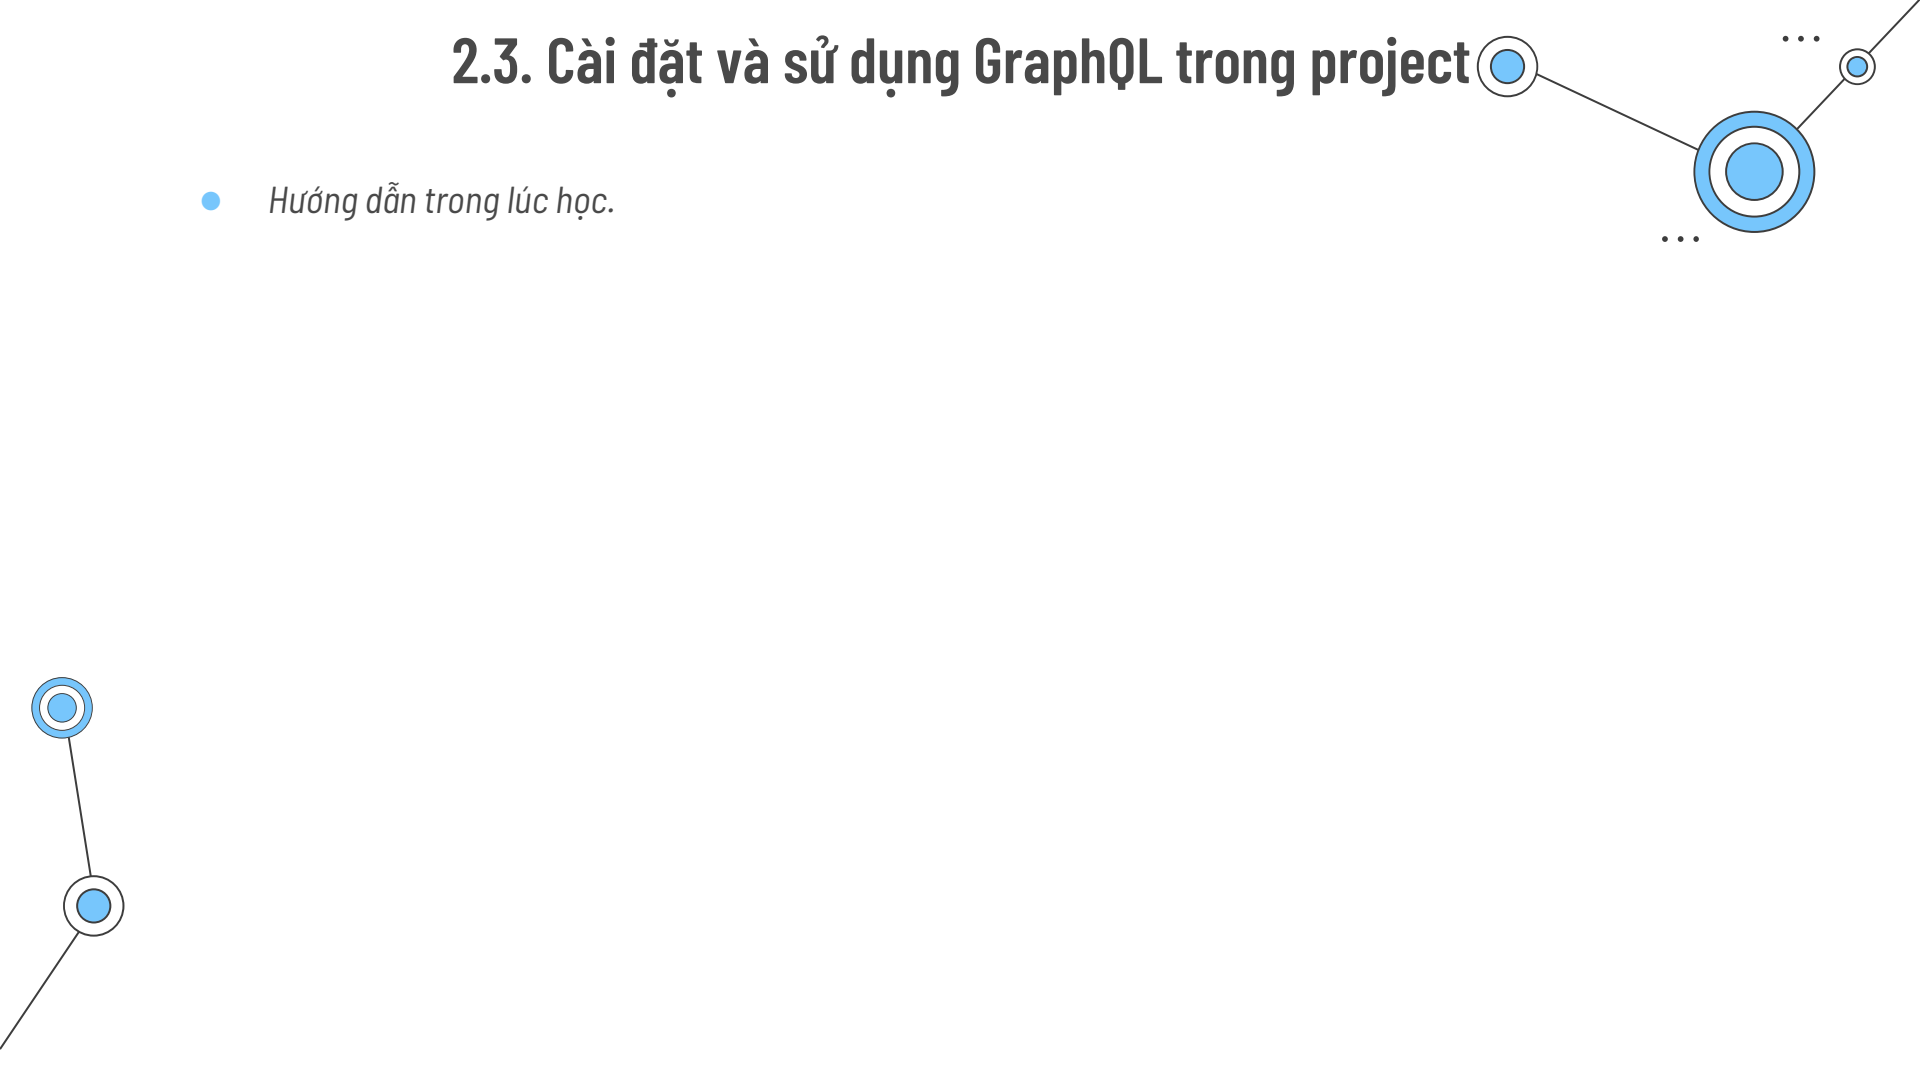 2.3. Cài đặt và sử dụng GraphQL trong project
Hướng dẫn trong lúc học.